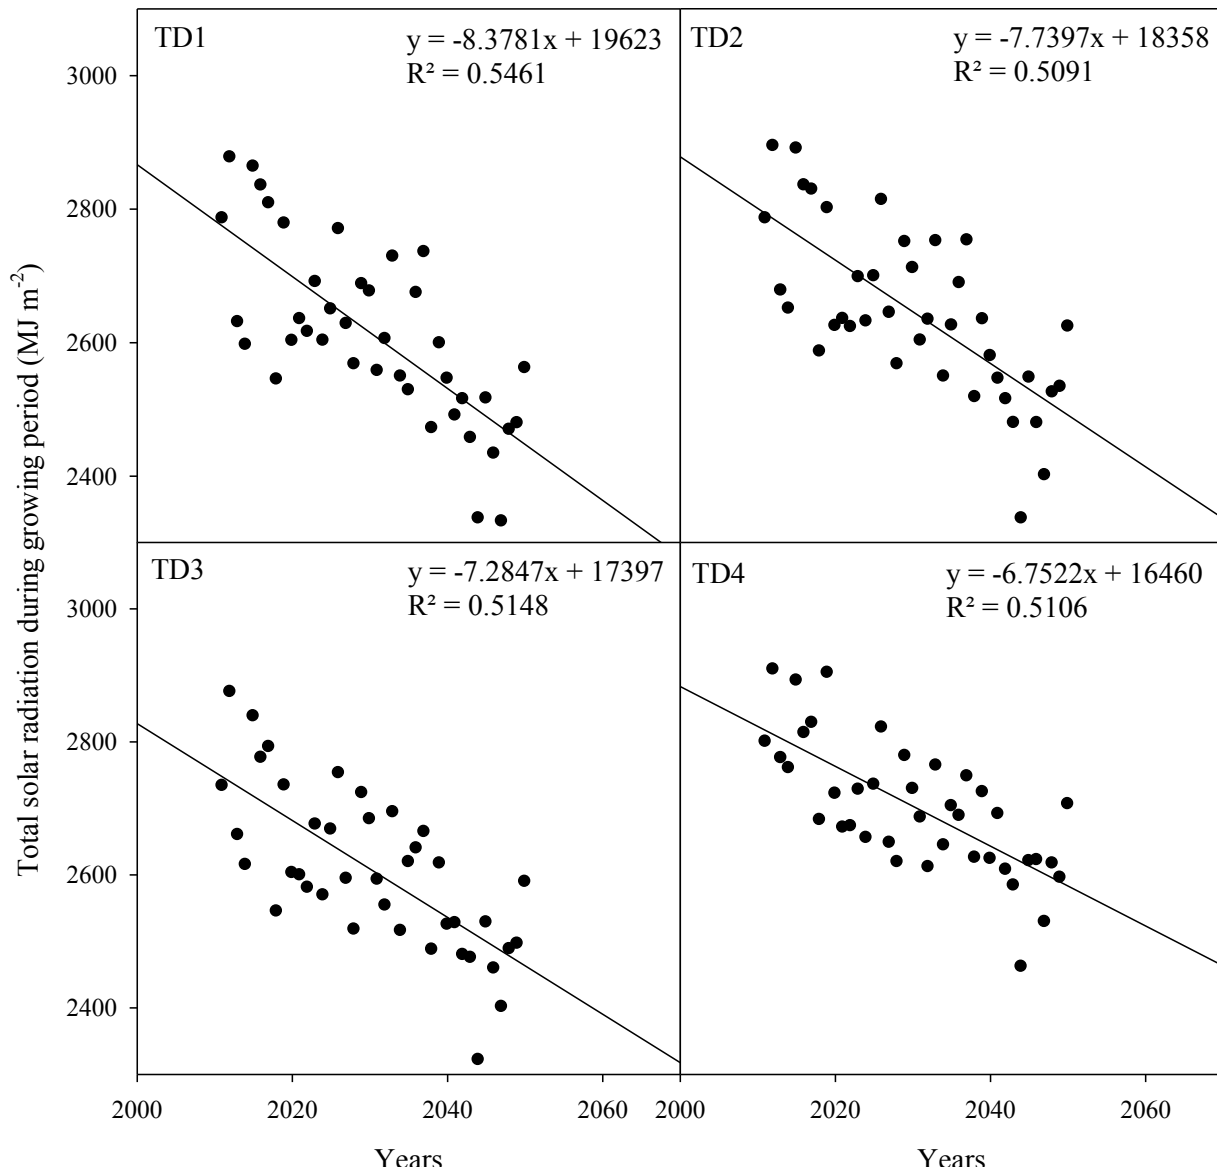 TD1
y = -8.3781x + 19623
R² = 0.5461
TD2
y = -7.7397x + 18358
R² = 0.5091
3000
2800
2600
2400
TD3
y = -7.2847x + 17397
R² = 0.5148
TD4
y = -6.7522x + 16460
R² = 0.5106
3000
2800
2600
2400
Total solar radiation during growing period (MJ m⁻²)
2000 2020 2040 2060 2000 2020 2040 2060
Years Years